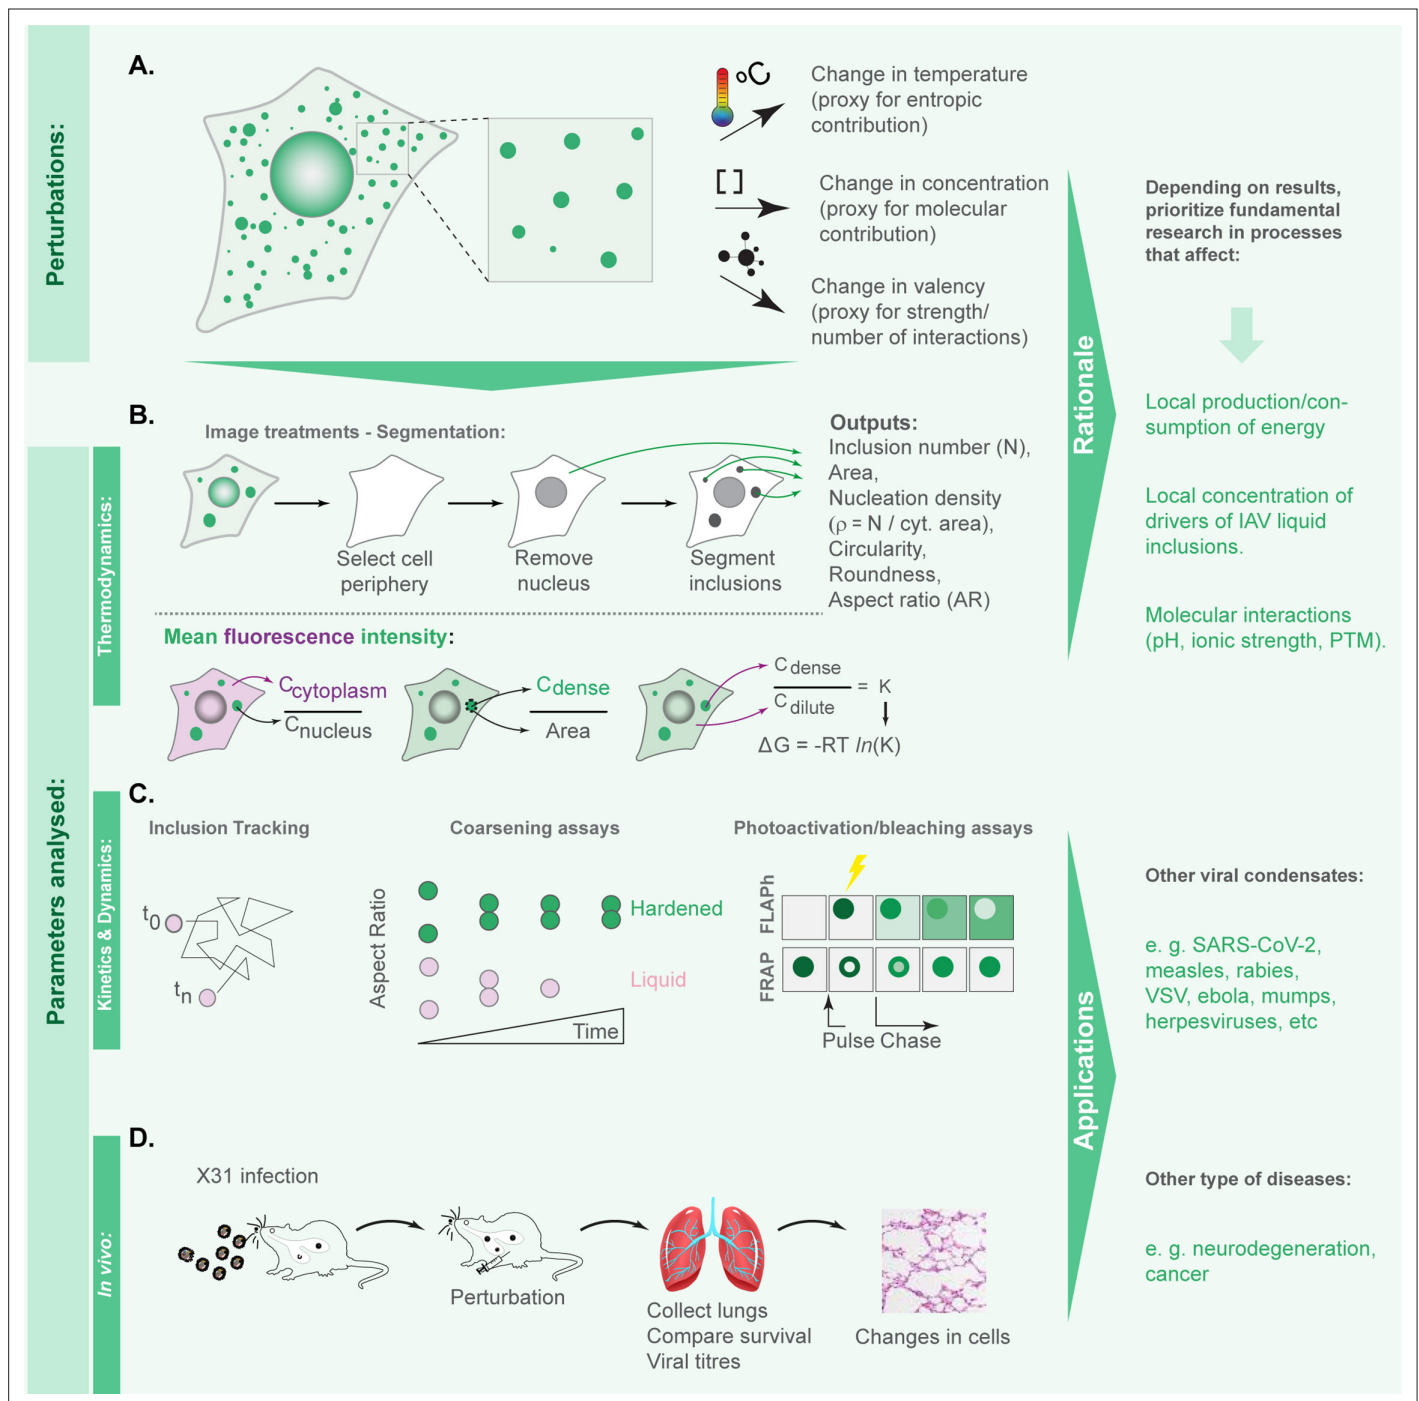 Perturbations:
A.
°C
Change in temperature
(proxy for entropic
contribution)
[ ]
Change in concentration
(proxy for molecular
contribution)
Change in valency
(proxy for strength/
number of interactions)
Rationale
Depending on results,
prioritize fundamental
research in processes
that affect:
Local production/con-
sumption of energy
Local concentration of
drivers of IAV liquid
inclusions.
Molecular interactions
(pH, ionic strength, PTM).
Parameters analysed:
Thermodynamics:
B.
Image treatments - Segmentation:
Select cell
periphery
Remove
nucleus
Segment
inclusions
Outputs:
Inclusion number (N),
Area,
Nucleation density
(ρ = N / cyt. area),
Circularity,
Roundness,
Aspect ratio (AR)
Mean fluorescence intensity:
Ccytoplasm
Cnucleus
Cdense
Area
Cdense
Cdilute
= K
ΔG = -RT ln(K)
Kinetics & Dynamics:
C.
Inclusion Tracking
t0
tn
Coarsening assays
Aspect Ratio
Hardened
Liquid
Time
Photoactivation/bleaching assays
FLAPh
FRAP
Pulse Chase
Applications
Other viral condensates:
e. g. SARS-CoV-2,
measles, rabies,
VSV, ebola, mumps,
herpesviruses, etc
Other type of diseases:
e. g. neurodegeneration,
cancer
In vivo:
D.
X31 infection
Perturbation
Collect lungs
Compare survival
Viral titres
Changes in cells